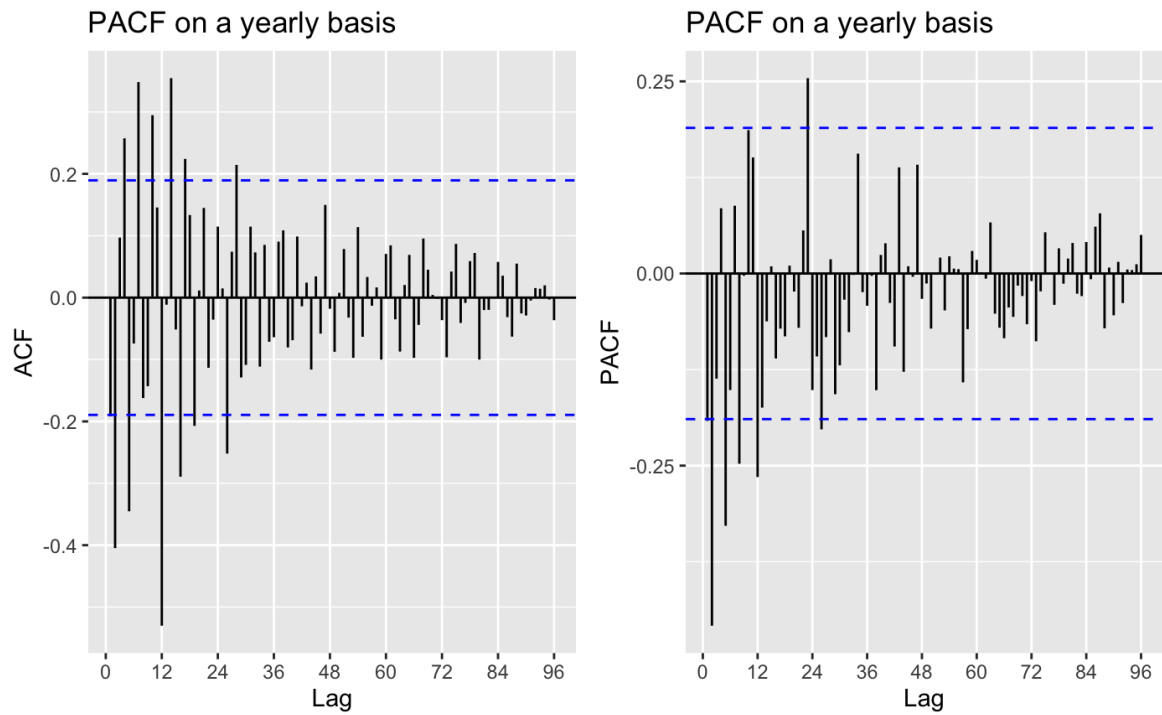 PACF on a yearly basis
0.2
0.0
-0.2
-0.4
ACF
0 12 24 36 48 60 72 84 96
Lag
PACF on a yearly basis
0.25
0.00
-0.25
PACF
0 12 24 36 48 60 72 84 96
Lag